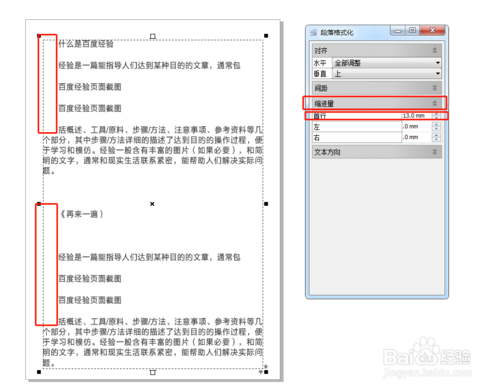 什么是百度经验
经验是一篇能指导人们达到某种目的的文章，通常包
百度经验页面截图
百度经验页面截图
括概述、工具/原料、步骤/方法、注意事项、参考资料等几
个部分，其中步骤/方法详细的描述了达到目的的操作过程，便
于学习和模仿。经验一般含有丰富的图片（如果必要），和简
明的文字，通常和现实生活联系紧密，能帮助人们解决实际问
题。
《再来一遍）
经验是一篇能指导人们达到某种目的的文章，通常包
百度经验页面截图
百度经验页面截图
括概述、工具/原料、步骤/方法、注意事项、参考资料等几
个部分，其中步骤/方法详细的描述了达到目的的操作过程，便
于学习和模仿。经验一般含有丰富的图片（如果必要），和简
明的文字，通常和现实生活联系紧密，能帮助人们解决实际问
题。
段落格式化
对齐
水平 全部调整
垂直 上
间距
缩进量
首行 13.0 mm
左 .0 mm
右 .0 mm
文本方向
Bai 百度 经验
jingyan.baidu.com